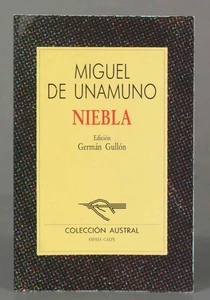 MIGUEL
DE UNAMUNO
NIEBLA
Edición
Germán Gullón
COLECCIÓN AUSTRAL
ESPASA CALPE